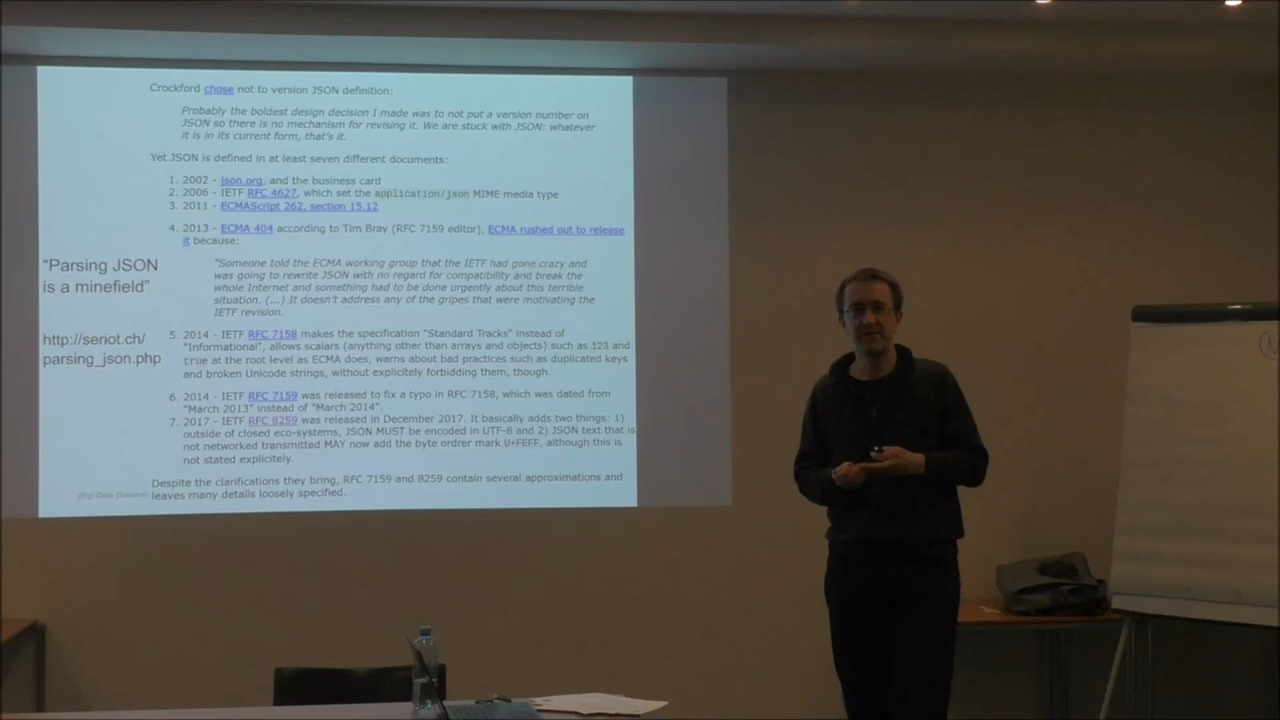 Crockford chose not to version JSON definition:
Probably the boldest design decision I made was to not put a version number on
JSON so there is no mechanism for revising it. We are stuck with JSON: whatever
it is in its current form, that's it.
Yet JSON is defined in at least seven different documents:
1. 2002 - json.org, and the business card
2. 2006 - IETF RFC 4627, which set the application/json MIME media type
3. 2011 - ECMAScript 262, section 15.12
4. 2013 - ECMA 404 according to Tim Bray (RFC 7159 editor), ECMA rushed out to release
it because:
"Parsing JSON
is a minefield"
"Someone told the ECMA working group that the IETF had gone crazy and
was going to rewrite JSON with no regard for compatibility and break the
whole Internet and something had to be done urgently about this terrible
situation. (...) It doesn't address any of the gripes that were motivating the
IETF revision.
http://seriot.ch/
parsing_json.php
5. 2014 - IETF RFC 7158 makes the specification "Standard Tracks" instead of
"Informational", allows scalars (anything other than arrays and objects) such as 123 and
true at the root level as ECMA does, warns about bad practices such as duplicated keys
and broken Unicode strings, without explicitly forbidding them, though.
6. 2014 - IETF RFC 7159 was released to fix a typo in RFC 7158, which was dated from
"March 2013" instead of "March 2014".
7. 2017 - IETF RFC 8259 was released in December 2017. It basically adds two things: 1)
outside of closed eco-systems, JSON MUST be encoded in UTF-8 and 2) JSON text that is
not networked transmitted MAY now add the byte ordrer mark U+FEFF, although this is
not stated explicitly.
Despite the clarifications they bring, RFC 7159 and 8259 contain several approximations and
leaves many details loosely specified.